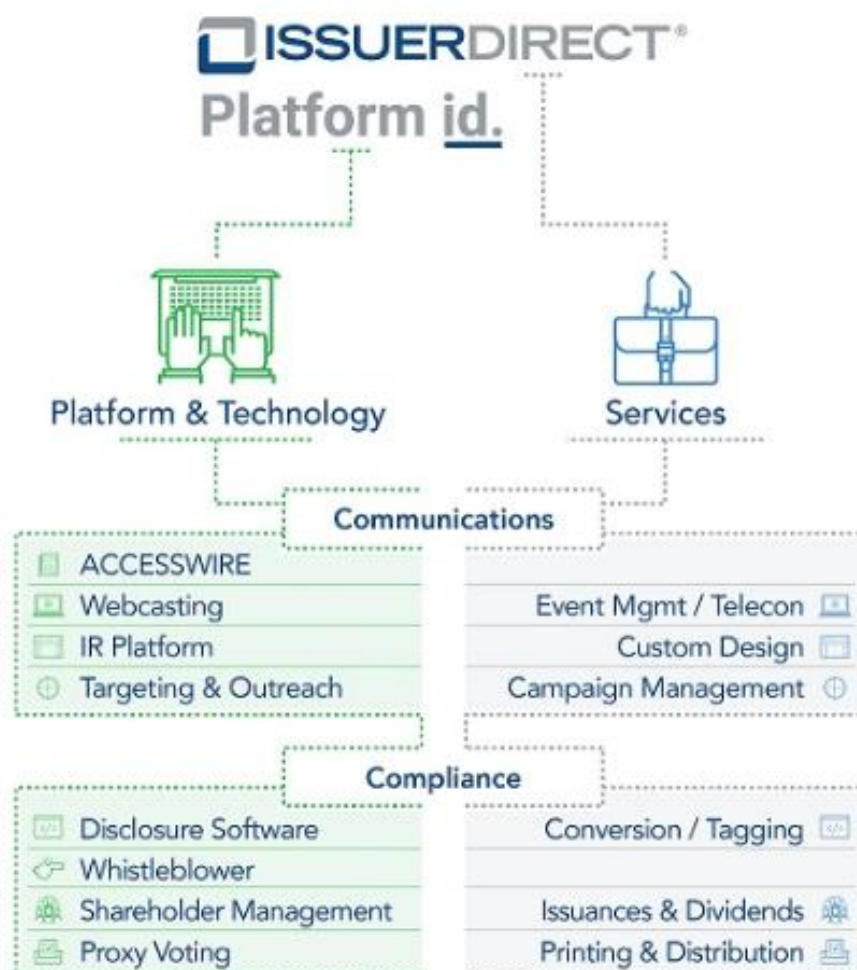 ISSUERDIRECT®
Platform id.
Platform & Technology
Services
Communications
ACCESSWIRE
Webcasting
Event Mgmt / Telecon
IR Platform
Custom Design
Targeting & Outreach
Campaign Management
Compliance
Disclosure Software
Conversion / Tagging
Whistleblower
Shareholder Management
Issuances & Dividends
Proxy Voting
Printing & Distribution